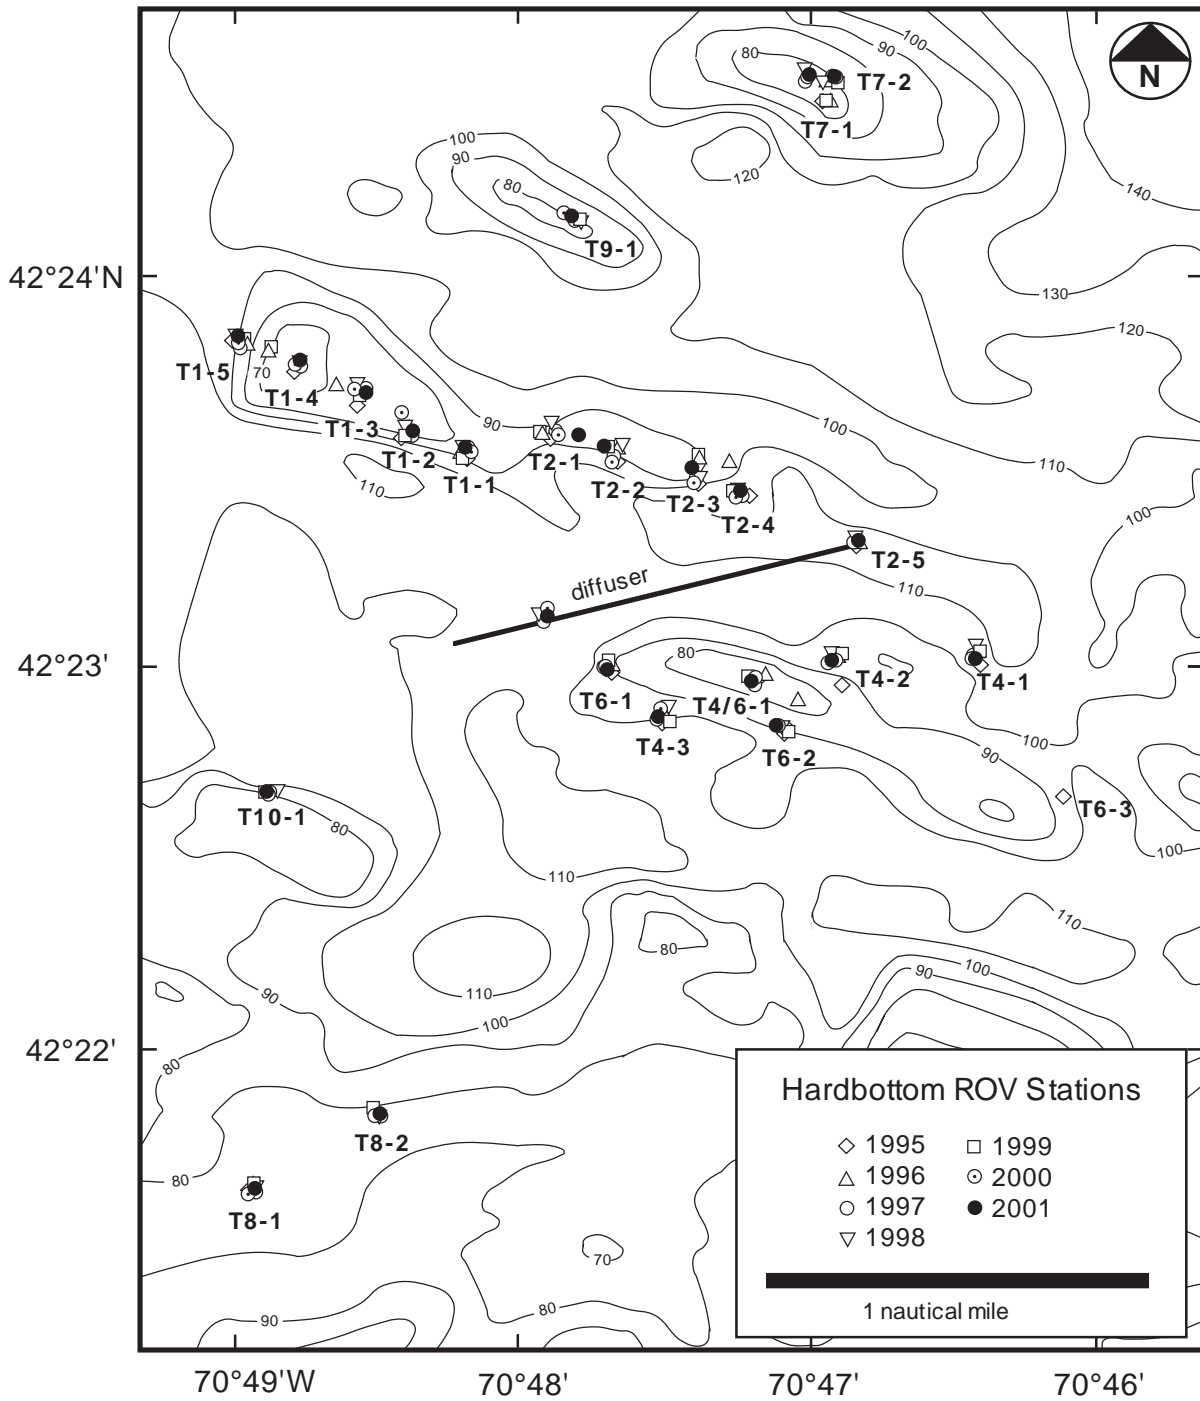 100
90
80
N
T7-2
T7-1
100
90
120
80
140
T9-1
42°24'N
130
120
T1-5
70
T1-4
90
100
T1-3
T1-2
T2-1
110
T1-1
110
T2-2
T2-3
T2-4
100
T2-5
diffuser
110
42°23'
80
T4-2
T4-1
T6-1
T4/6-1
T4-3
100
T6-2
90
T6-3
T10-1
80
100
110
110
80
100
90
110
90
100
42°22'
80
Hardbottom ROV Stations
1995
1999
1996
2000
1997
2001
1998
T8-2
80
T8-1
70
80
90
1 nautical mile
70°49'W
70°48'
70°47'
70°46'